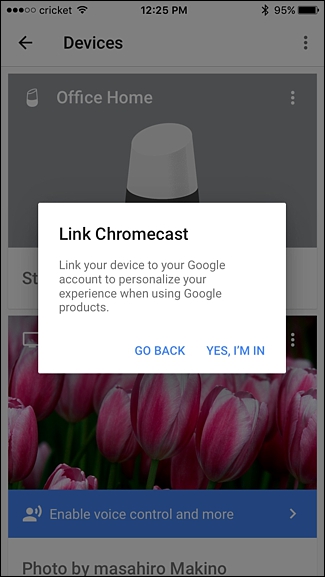 cricket 12:25 PM 95%
Devices
Office Home
Link Chromecast
Link your device to your Google
account to personalize your
experience when using Google
products.
GO BACK YES, I'M IN
St
Enable voice control and more
Photo by masahiro Makino